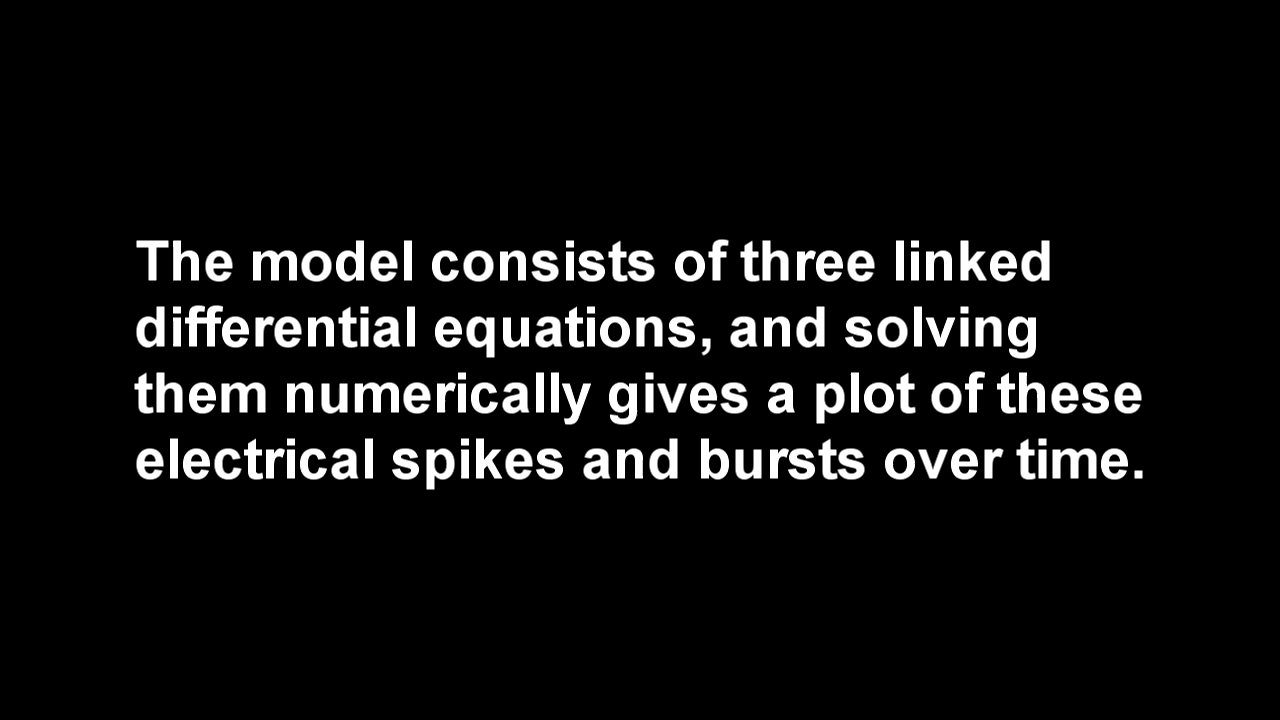 The model consists of three linked
differential equations, and solving
them numerically gives a plot of these
electrical spikes and bursts over time.